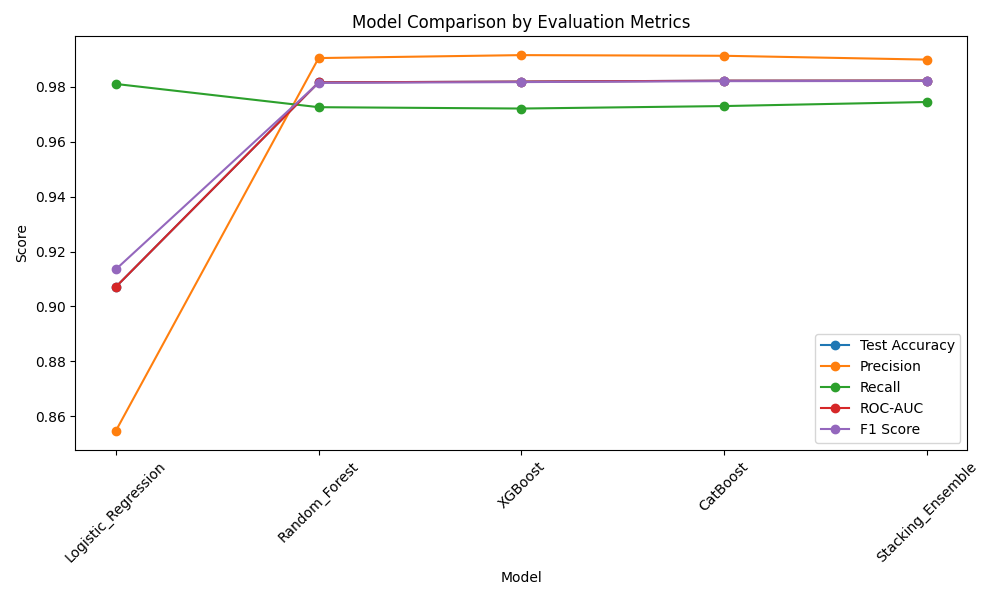 Model Comparison by Evaluation Metrics
Score
0.98
0.96
0.94
0.92
0.90
0.88
0.86
Test Accuracy
Precision
Recall
ROC-AUC
F1 Score
Logistic_Regression
Random_Forest
XGBoost
CatBoost
Stacking_Ensemble
Model